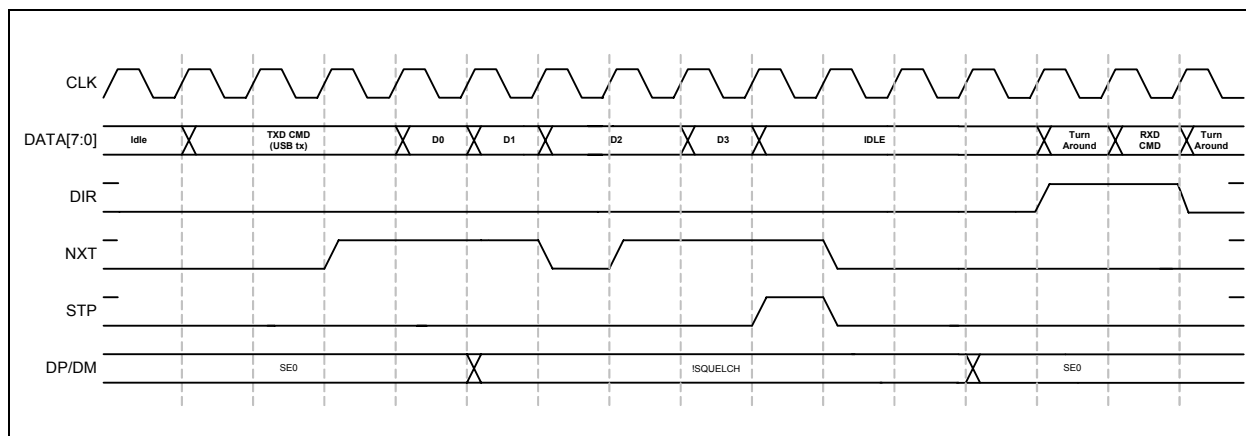 CLK
DATA[7:0]
Idle
TXD CMD
(USB tx)
D0
D1
D2
D3
IDLE
Turn
Around
RXD
CMD
Turn
Around
DIR
NXT
STP
DP/DM
SE0
!SQUELCH
SE0